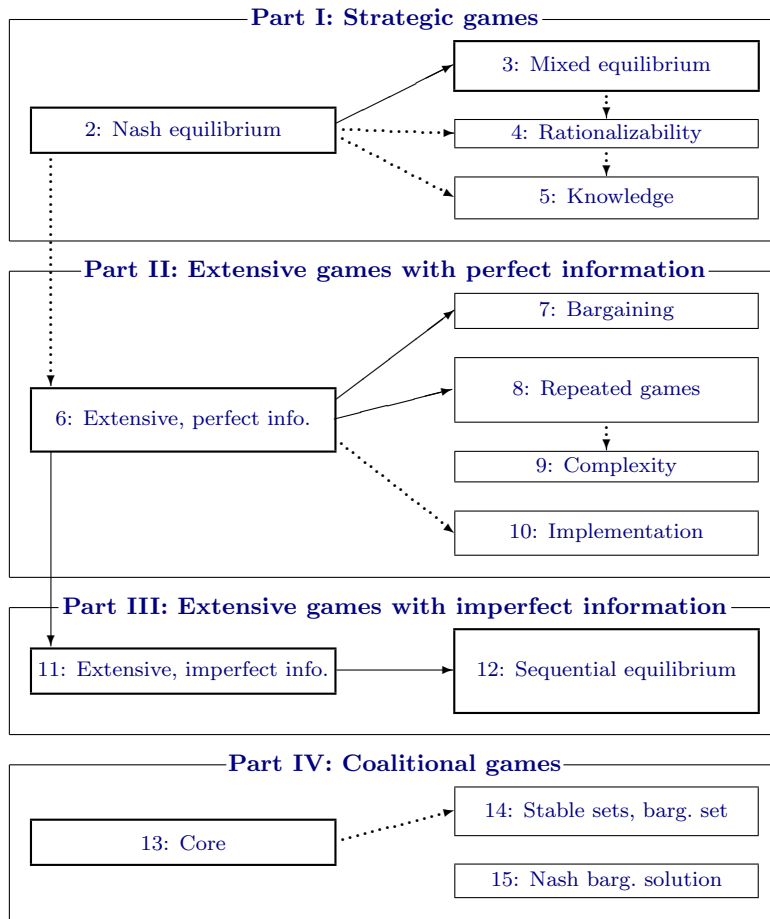 Part I: Strategic games
3: Mixed equilibrium
2: Nash equilibrium
4: Rationalizability
5: Knowledge
Part II: Extensive games with perfect information
7: Bargaining
8: Repeated games
6: Extensive, perfect info.
9: Complexity
10: Implementation
Part III: Extensive games with imperfect information
11: Extensive, imperfect info.
12: Sequential equilibrium
Part IV: Coalitional games
14: Stable sets, barg. set
13: Core
15: Nash barg. solution